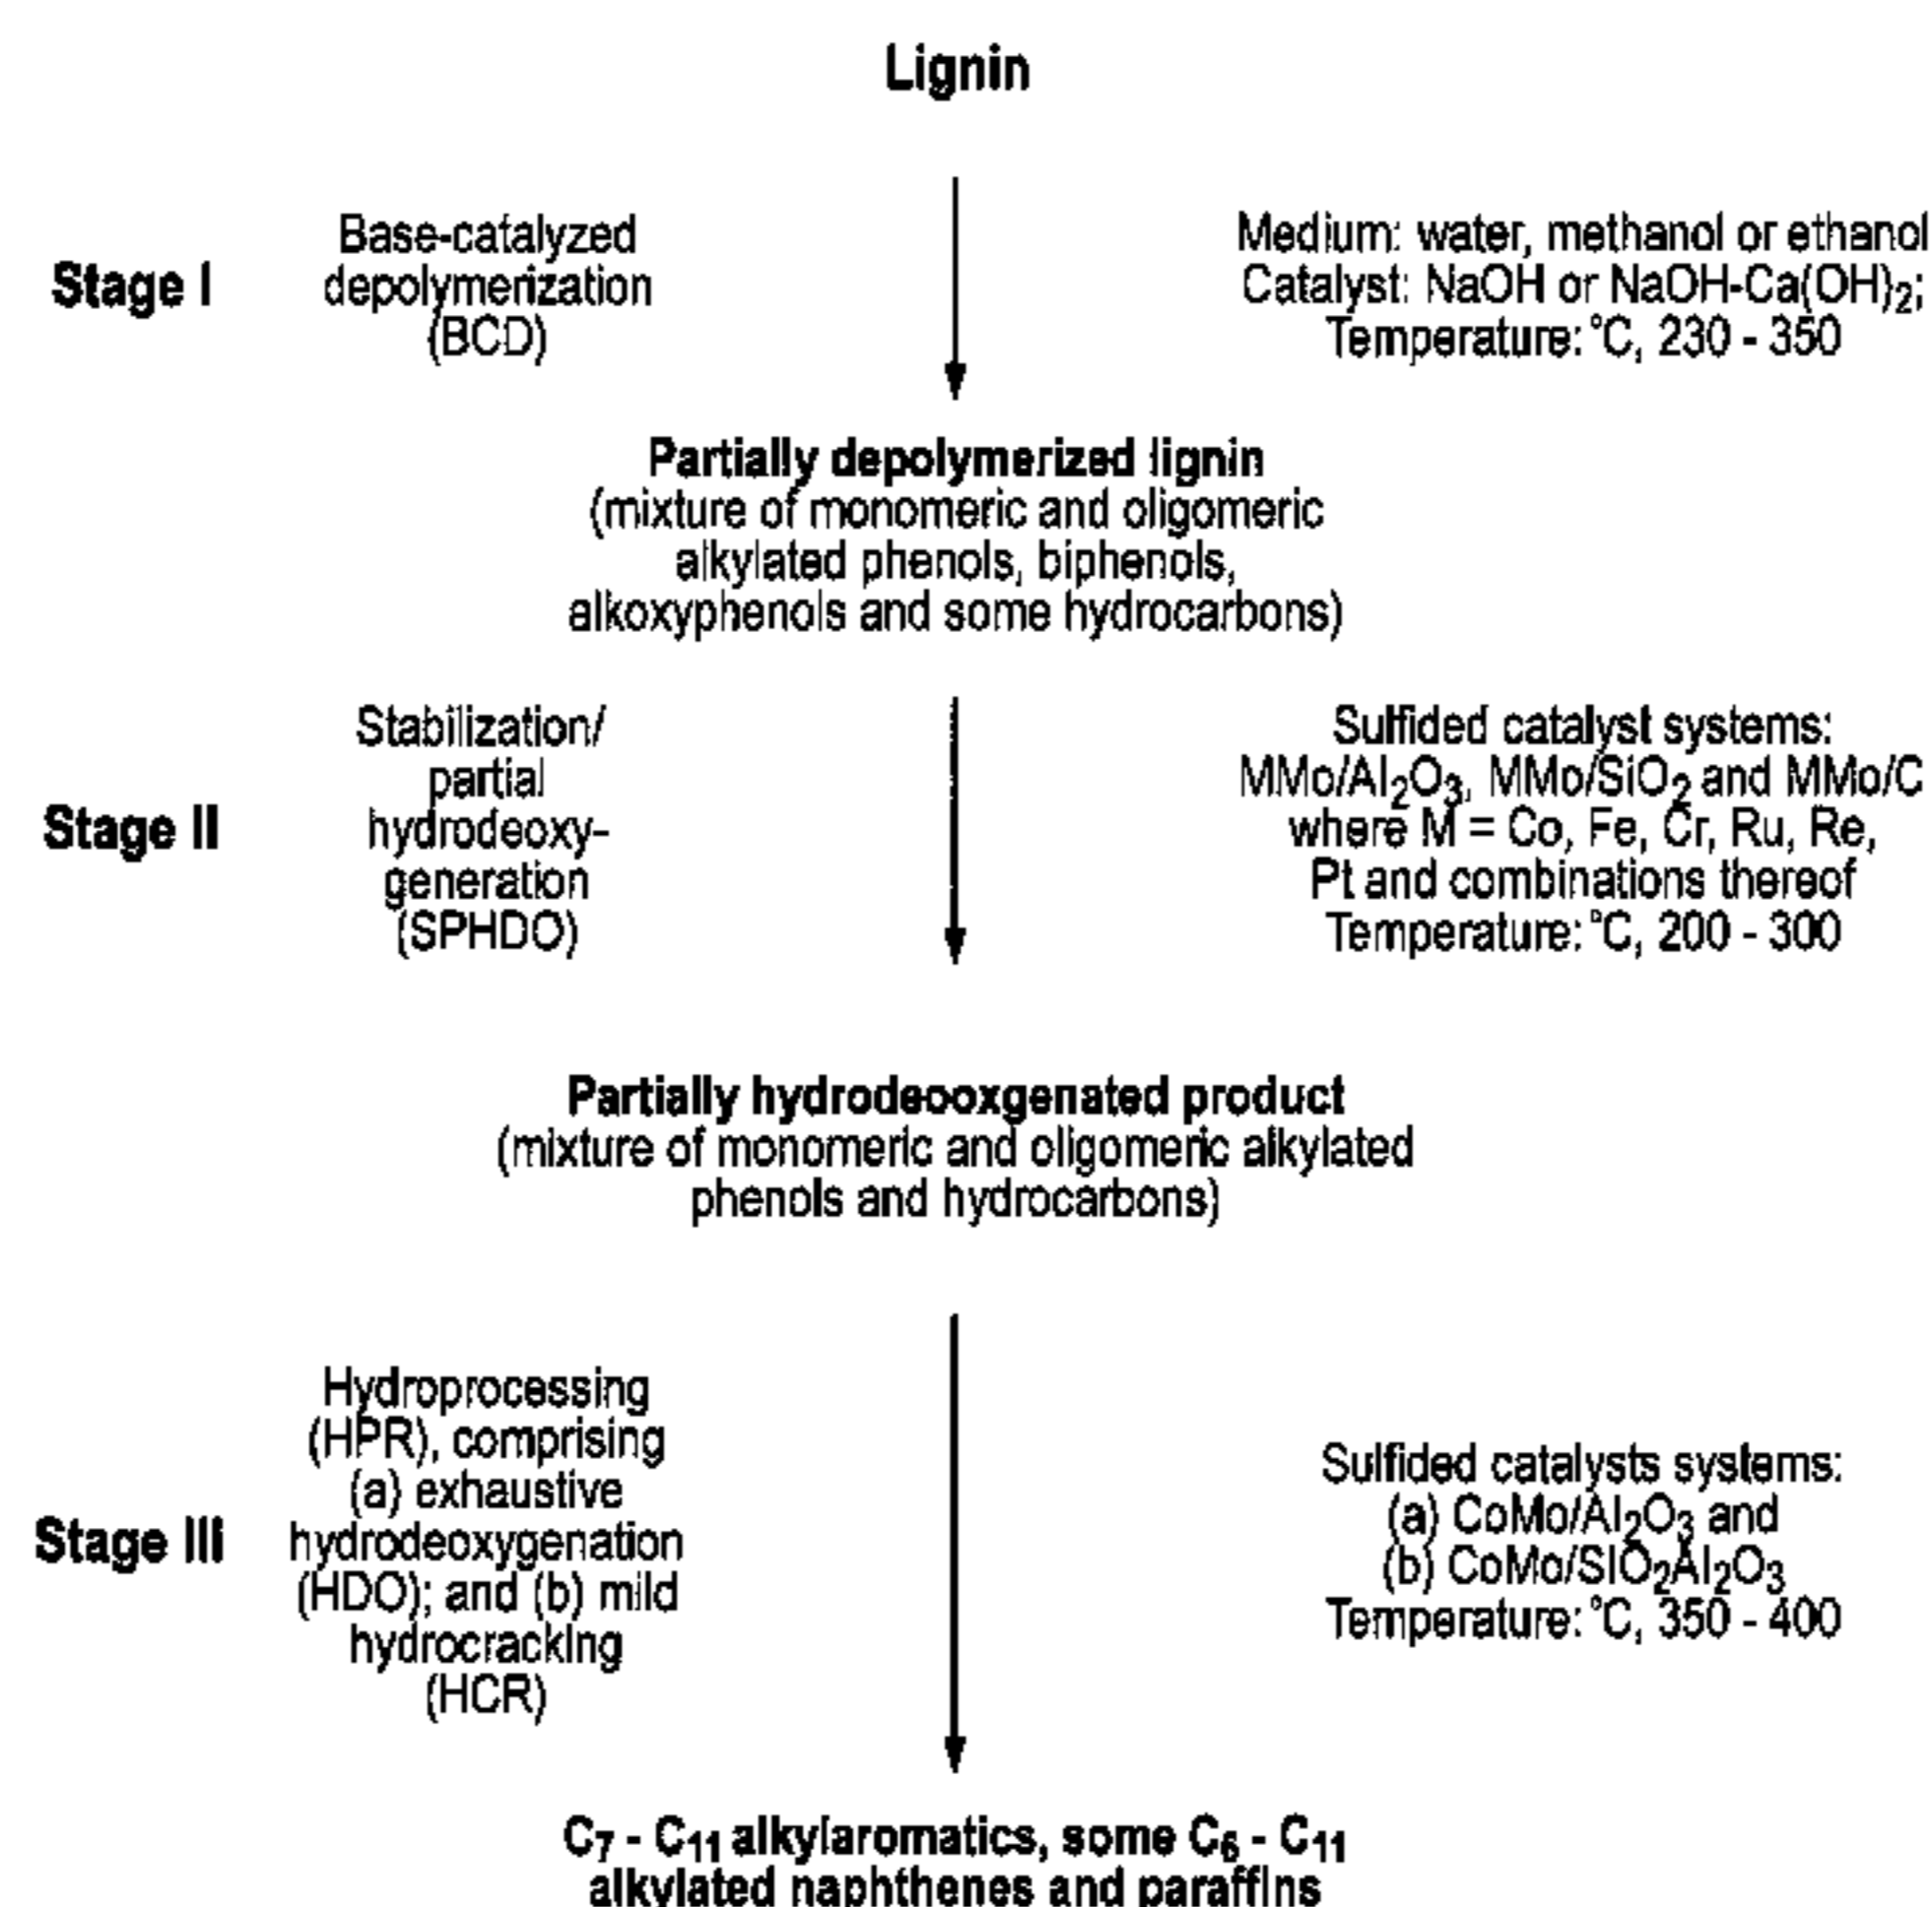 Lignin
Stage I
Base-catalyzed
depolymerization
(BCD)
Medium: water, methanol or ethanol
Catalyst: NaOH or NaOH-Ca(OH)₂;
Temperature: °C, 230 - 350
Partially depolymerized lignin
(mixture of monomeric and oligomeric
alkylated phenols, biphenols,
alkoxyphenols and some hydrocarbons)
Stage II
Stabilization/
partial
hydrodeoxy-
generation
(SPHDO)
Sulfided catalyst systems:
MMo/Al₂O₃, MMo/SiO₂ and MMo/C
where M = Co, Fe, Cr, Ru, Re,
Pt and combinations thereof
Temperature: °C, 200 - 300
Partially hydrodeooxgenated product
(mixture of monomeric and oligomeric alkylated
phenols and hydrocarbons)
Stage III
Hydroprocessing
(HPR), comprising
(a) exhaustive
hydrodeoxygenation
(HDO); and (b) mild
hydrocracking
(HCR)
Sulfided catalysts systems:
(a) CoMo/Al₂O₃ and
(b) CoMo/SIO₂Al₂O₃
Temperature: °C, 350 - 400
C₇ - C₁₁ alkylaromatics, some C₆ - C₁₁
alkylated naphthenes and paraffins